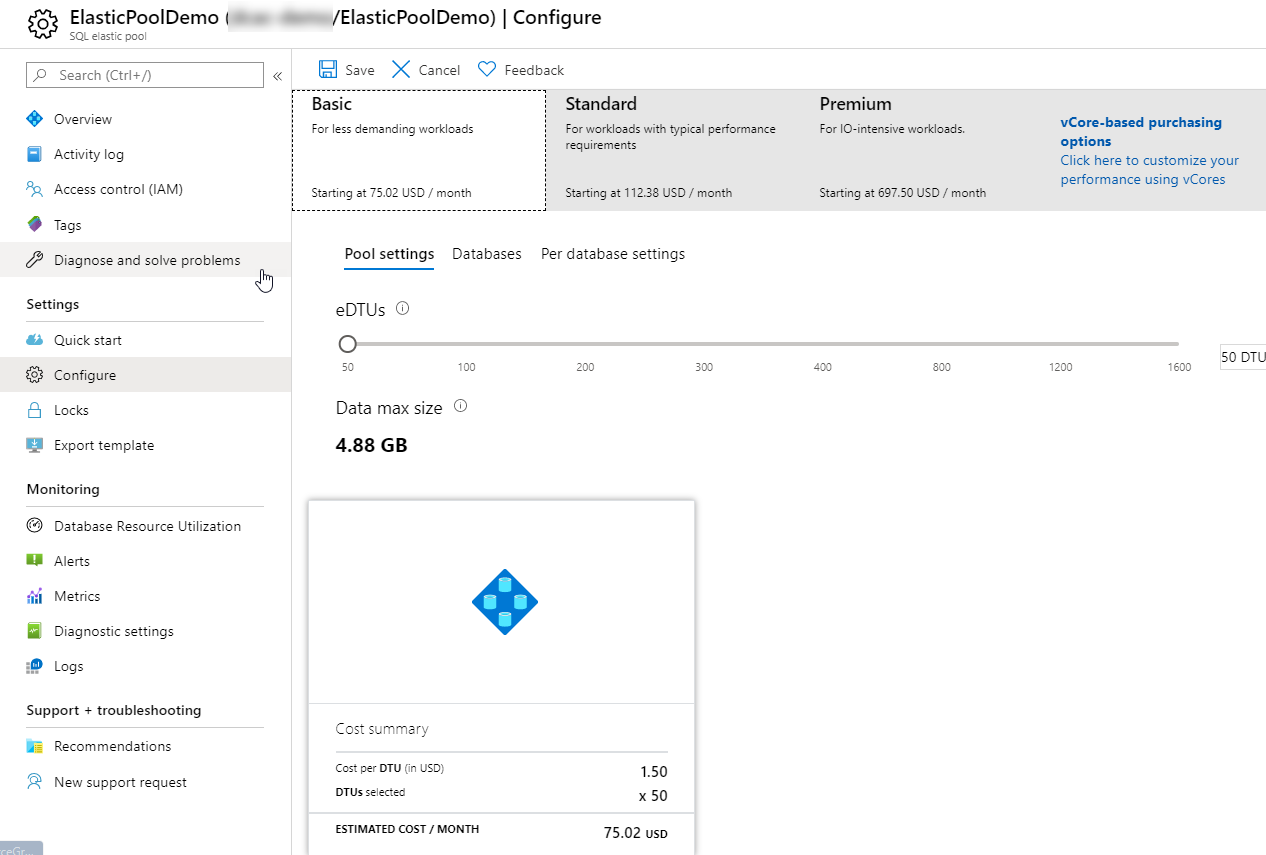 ElasticPoolDemo (/ElasticPoolDemo) | Configure
SQL elastic pool
Search (Ctrl+/)
«
Overview
Activity log
Access control (IAM)
Tags
Diagnose and solve problems
Settings
Quick start
Configure
Locks
Export template
Monitoring
Database Resource Utilization
Alerts
Metrics
Diagnostic settings
Logs
Support + troubleshooting
Recommendations
New support request
Save
Cancel
Feedback
Basic
For less demanding workloads
Starting at 75.02 USD / month
Standard
For workloads with typical performance
requirements
Starting at 112.38 USD / month
Premium
For IO-intensive workloads.
Starting at 697.50 USD / month
vCore-based purchasing
options
Click here to customize your
performance using vCores
Pool settings
Databases
Per database settings
eDTUs
50 100 200 300 400 800 1200 1600
50 DTU
Data max size
4.88 GB
Cost summary
Cost per DTU (in USD) 1.50
DTUs selected x 50
ESTIMATED COST / MONTH 75.02 USD